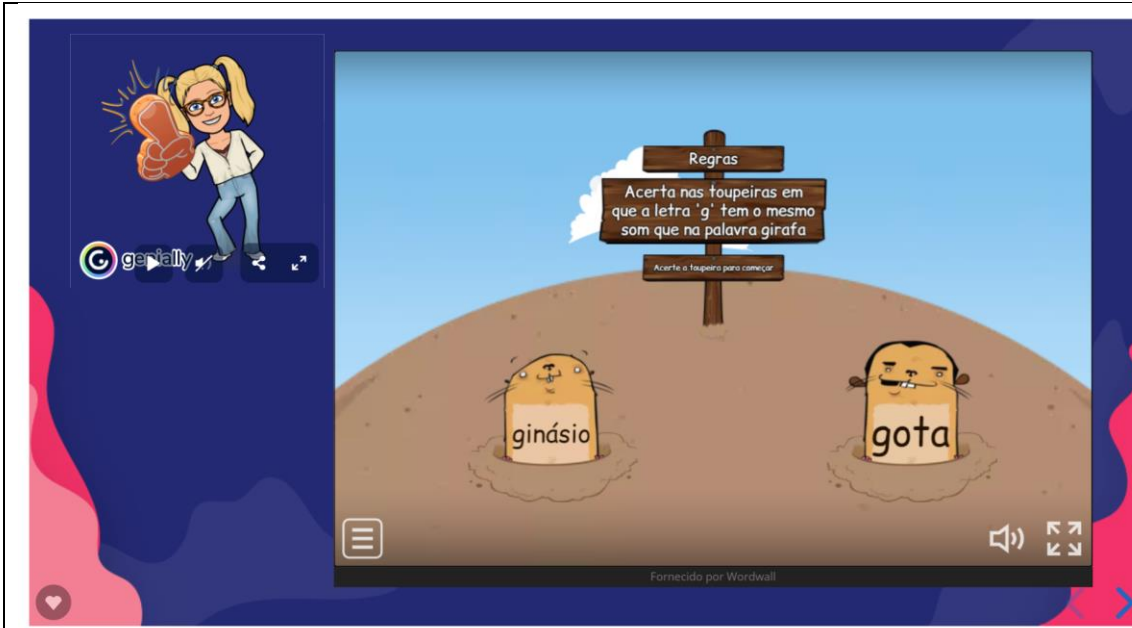 genially
Regras
Acerta nas toupeiras em
que a letra 'g' tem o mesmo
som que na palavra girafa
Acerte a toupeira para começar
ginásio
gota
Fornecido por Wordwall